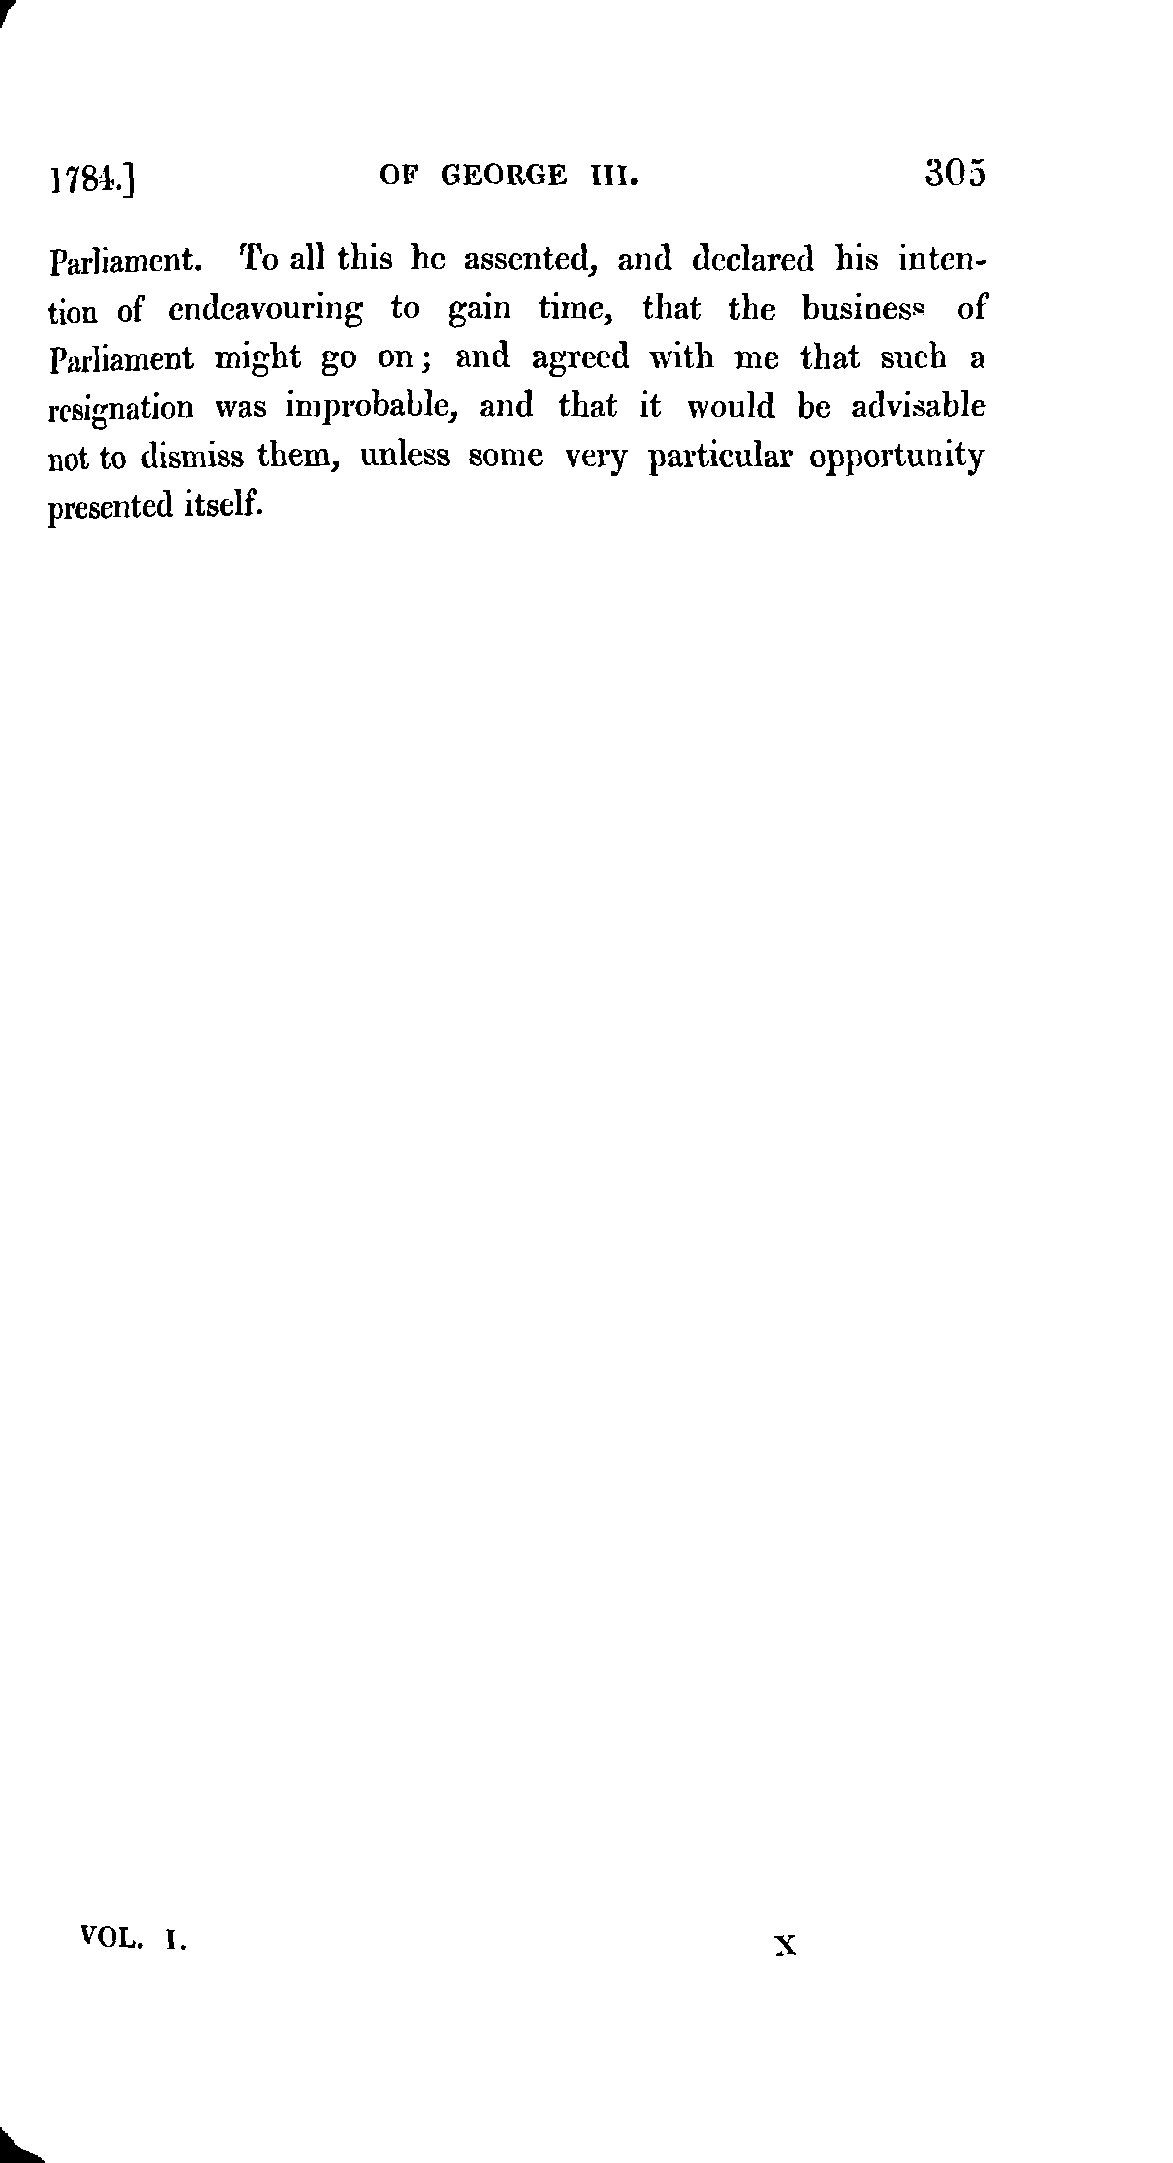 1784.] OF GEORGE III. 305
Parliament. To all this he assented, and declared his inten-
tion of endeavouring to gain time, that the business of
Parliament might go on; and agreed with me that such a
resignation was improbable, and that it would be advisable
not to dismiss them, unless some very particular opportunity
presented itself.
VOL. I. X